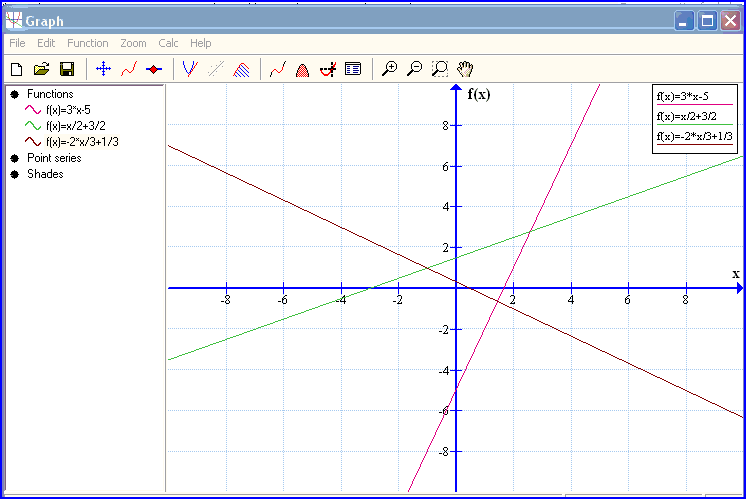 Graph
File Edit Function Zoom Calc Help
Functions
f(x)=3*x-5
f(x)=x/2+3/2
f(x)=-2*x/3+1/3
Point series
Shades
f(x)
f(x)=3*x-5
f(x)=x/2+3/2
f(x)=-2*x/3+1/3
8
6
4
2
x
-8 -6 -4 -2 2 4 6 8
-2
-4
-6
-8